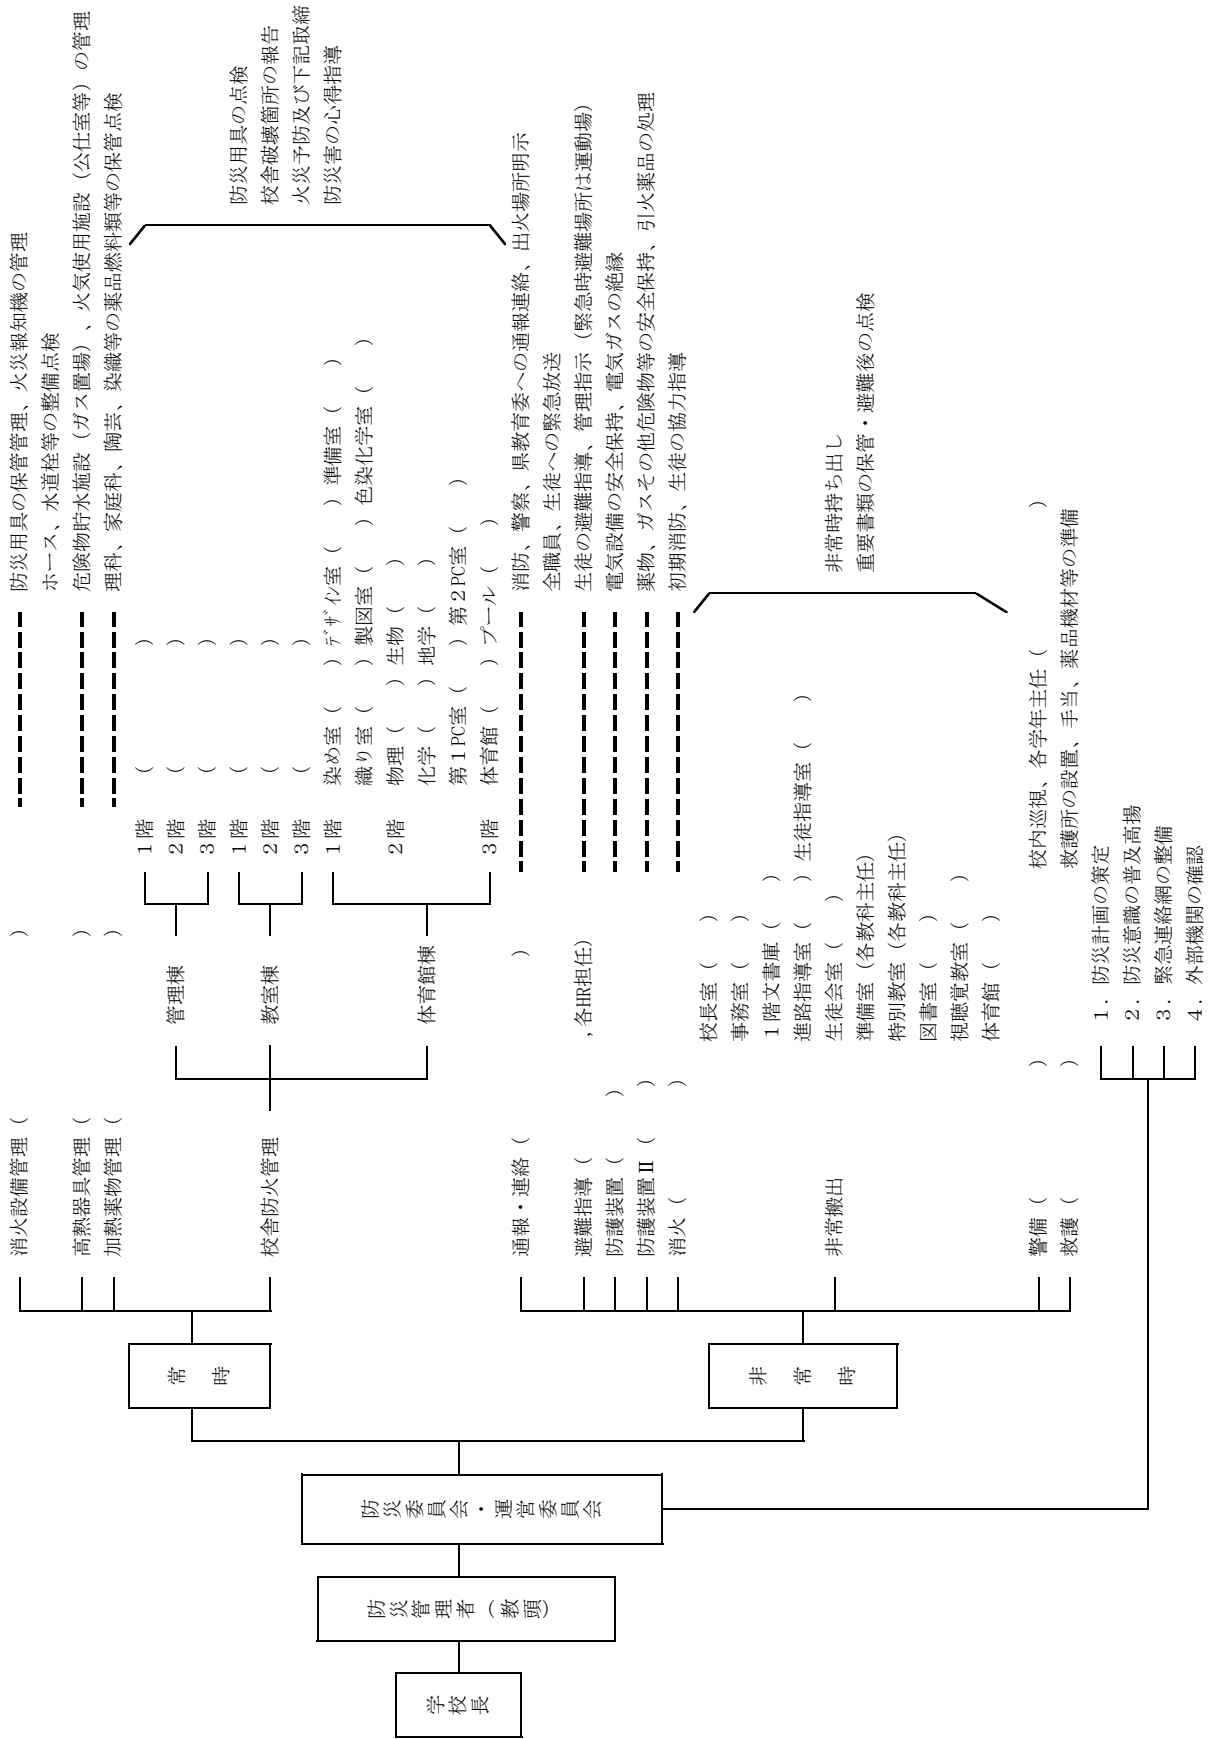 学校長
防災管理者（教頭）
防災委員会・運営委員会
常　時
消火設備管理（　　　　　　　　　）
防災用具の保管管理、火災報知機の管理
ホース、水道栓等の整備点検
高熱器具管理（　　　　　　　　　）
危険物貯水施設（ガス置場）、火気使用施設（公仕室等）の管理
加熱薬物管理（　　　　　　　　　）
理科、家庭科、陶芸、染織等の薬品燃料類等の保管点検
校舎防火管理
管理棟
1階　（　　　　　　）
2階　（　　　　　　）
3階　（　　　　　　）
教室棟
1階　（　　　　　　）
2階　（　　　　　　）
3階　（　　　　　　）
体育館棟
1階　染め室（　　）ﾃﾞｻﾞｲﾝ室（　　）準備室（　　）
織り室（　　）製図室（　　）色染化学室（　　）
2階　物理（　　）生物（　　）
化学（　　）地学（　　）
第１PC室（　　）第２PC室（　　）
3階　体育館（　　）プール（　　）
防災用具の点検
校舎破壊箇所の報告
火災予防及び下記取締
防災害の心得指導
非　常　時
通報・連絡（　　　　　　　　　）
消防、警察、県教育委への通報連絡、出火場所明示
全職員、生徒への緊急放送
避難指導（　　　　　　，各HR担任）
生徒の避難指導、管理指示（緊急時避難場所は運動場）
防護装置（　　　）
電気設備の安全保持、電気ガスの絶縁
防護装置Ⅱ（　　　）
薬物、ガスその他危険物等の安全保持、引火薬品の処理
消火（　　　　　　）
初期消防、生徒の協力指導
非常搬出
校長室（　　）
事務室（　　）
１階文書庫（　　）
進路指導室（　　）生徒指導室（　　）
生徒会室（　　）
準備室（各教科主任）
特別教室（各教科主任）
図書室（　　）
視聴覚教室（　　）
体育館（　　）
非常時持ち出し
重要書類の保管・避難後の点検
警備（　　　　　　）
校内巡視、各学年主任（　　　　　　）
救護（　　　　　　）
救護所の設置、手当、薬品機材等の準備
１．防災計画の策定
２．防災意識の普及高揚
３．緊急連絡網の整備
４．外部機関の確認